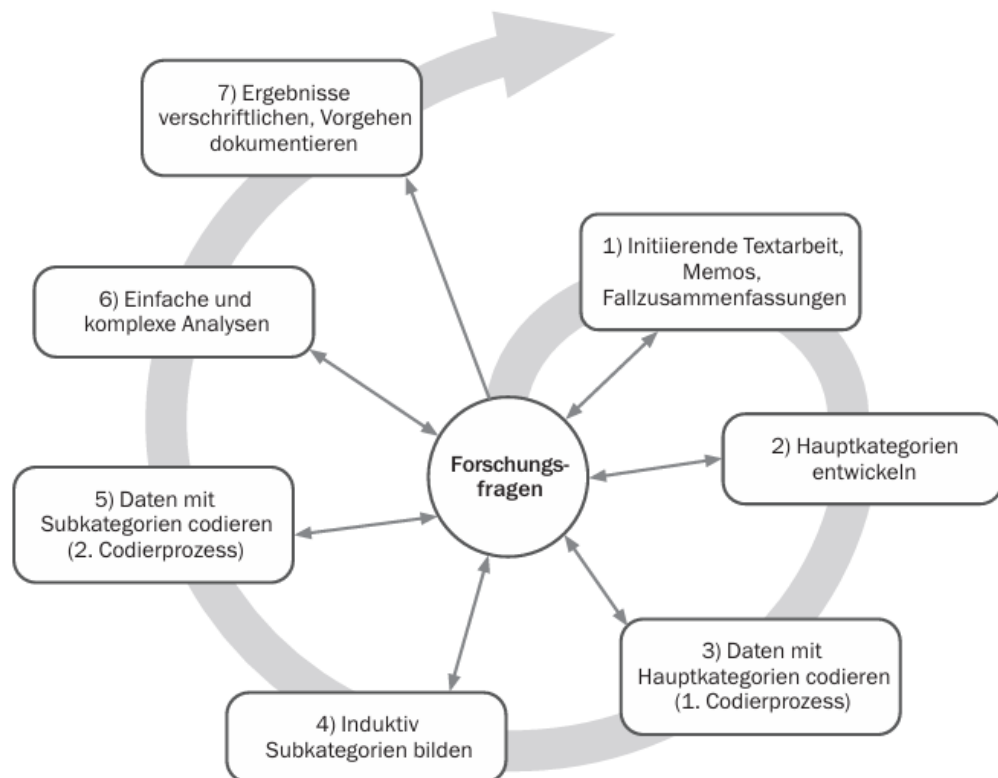 7) Ergebnisse
verschriftlichen, Vorgehen
dokumentieren
1) Initiierende Textarbeit,
Memos,
Fallzusammenfassungen
6) Einfache und
komplexe Analysen
2) Hauptkategorien
entwickeln
Forschungs-
fragen
5) Daten mit
Subkategorien codieren
(2. Codierprozess)
3) Daten mit
Hauptkategorien codieren
(1. Codierprozess)
4) Induktiv
Subkategorien bilden